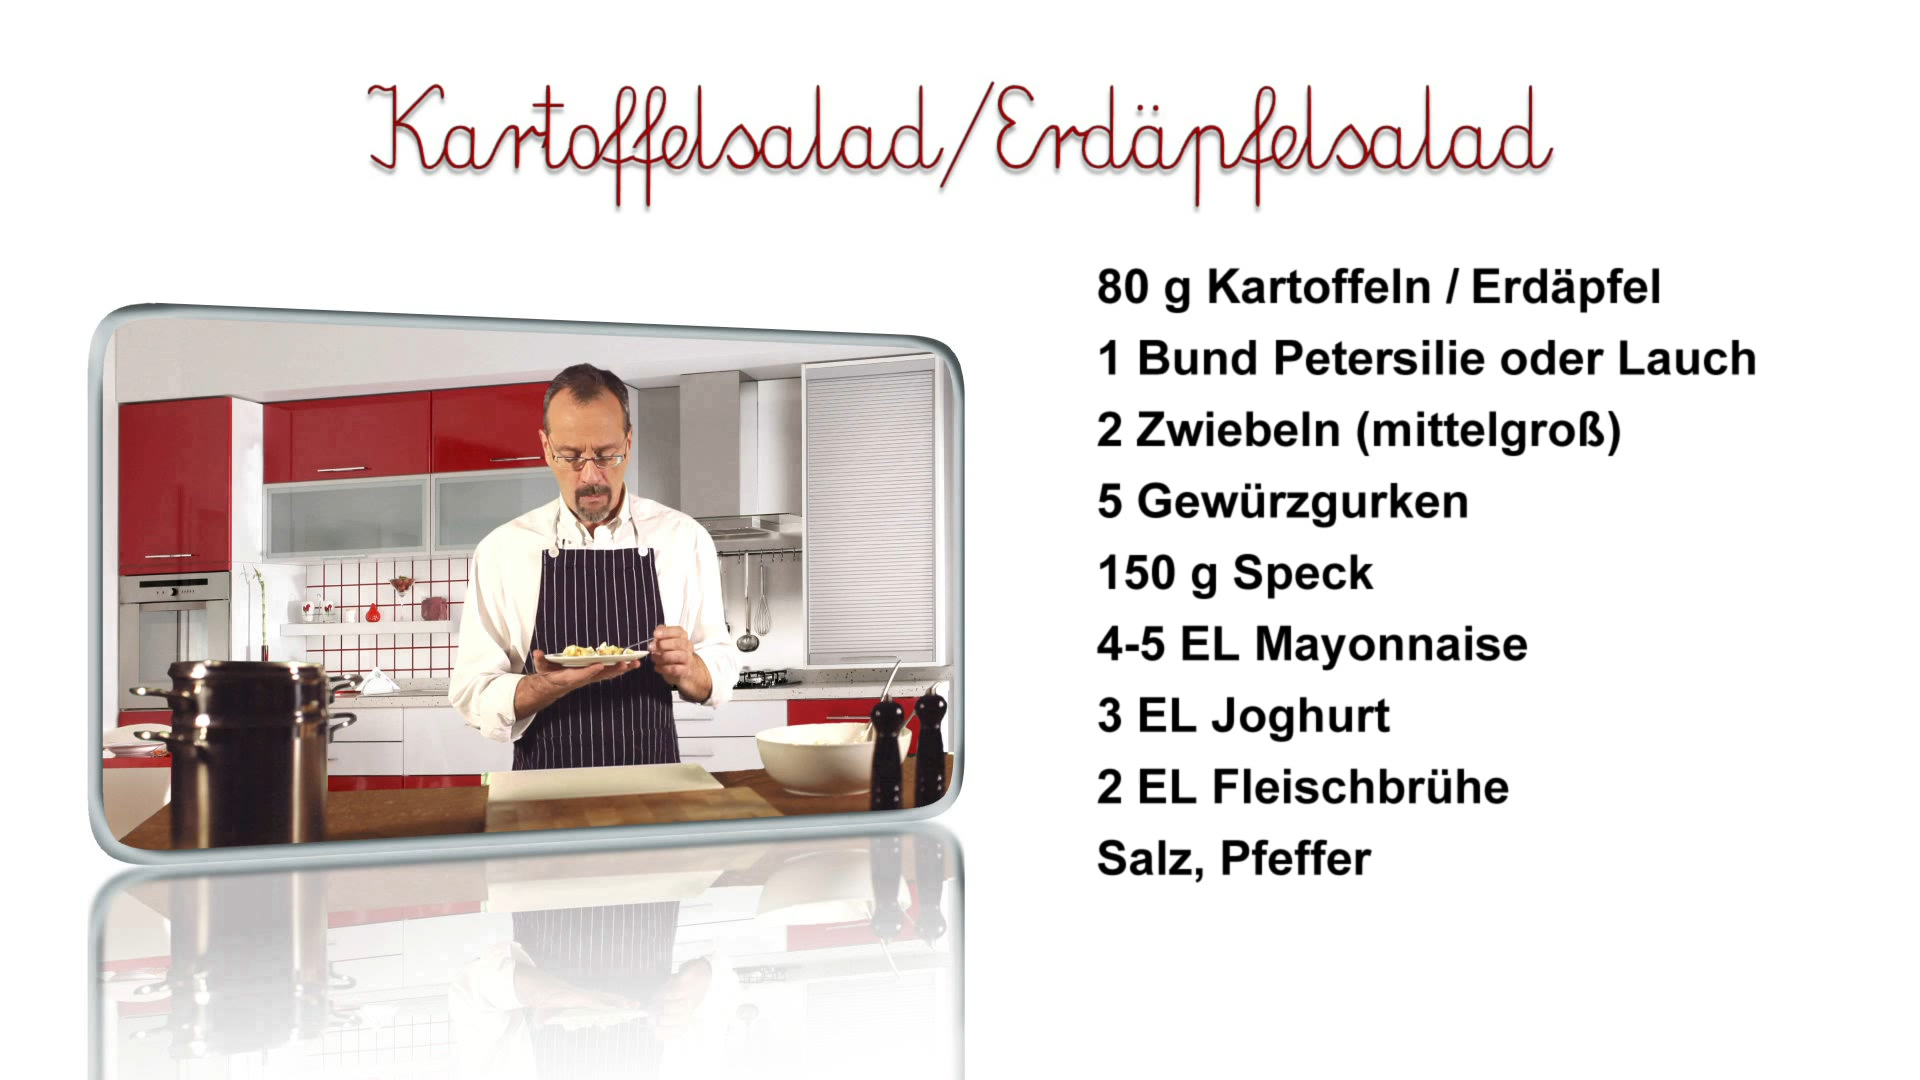 Kartoffelsalad/Erdäpfelsalad
80 g Kartoffeln / Erdäpfel
1 Bund Petersilie oder Lauch
2 Zwiebeln (mittelgroß)
5 Gewürzgurken
150 g Speck
4-5 EL Mayonnaise
3 EL Joghurt
2 EL Fleischbrühe
Salz, Pfeffer